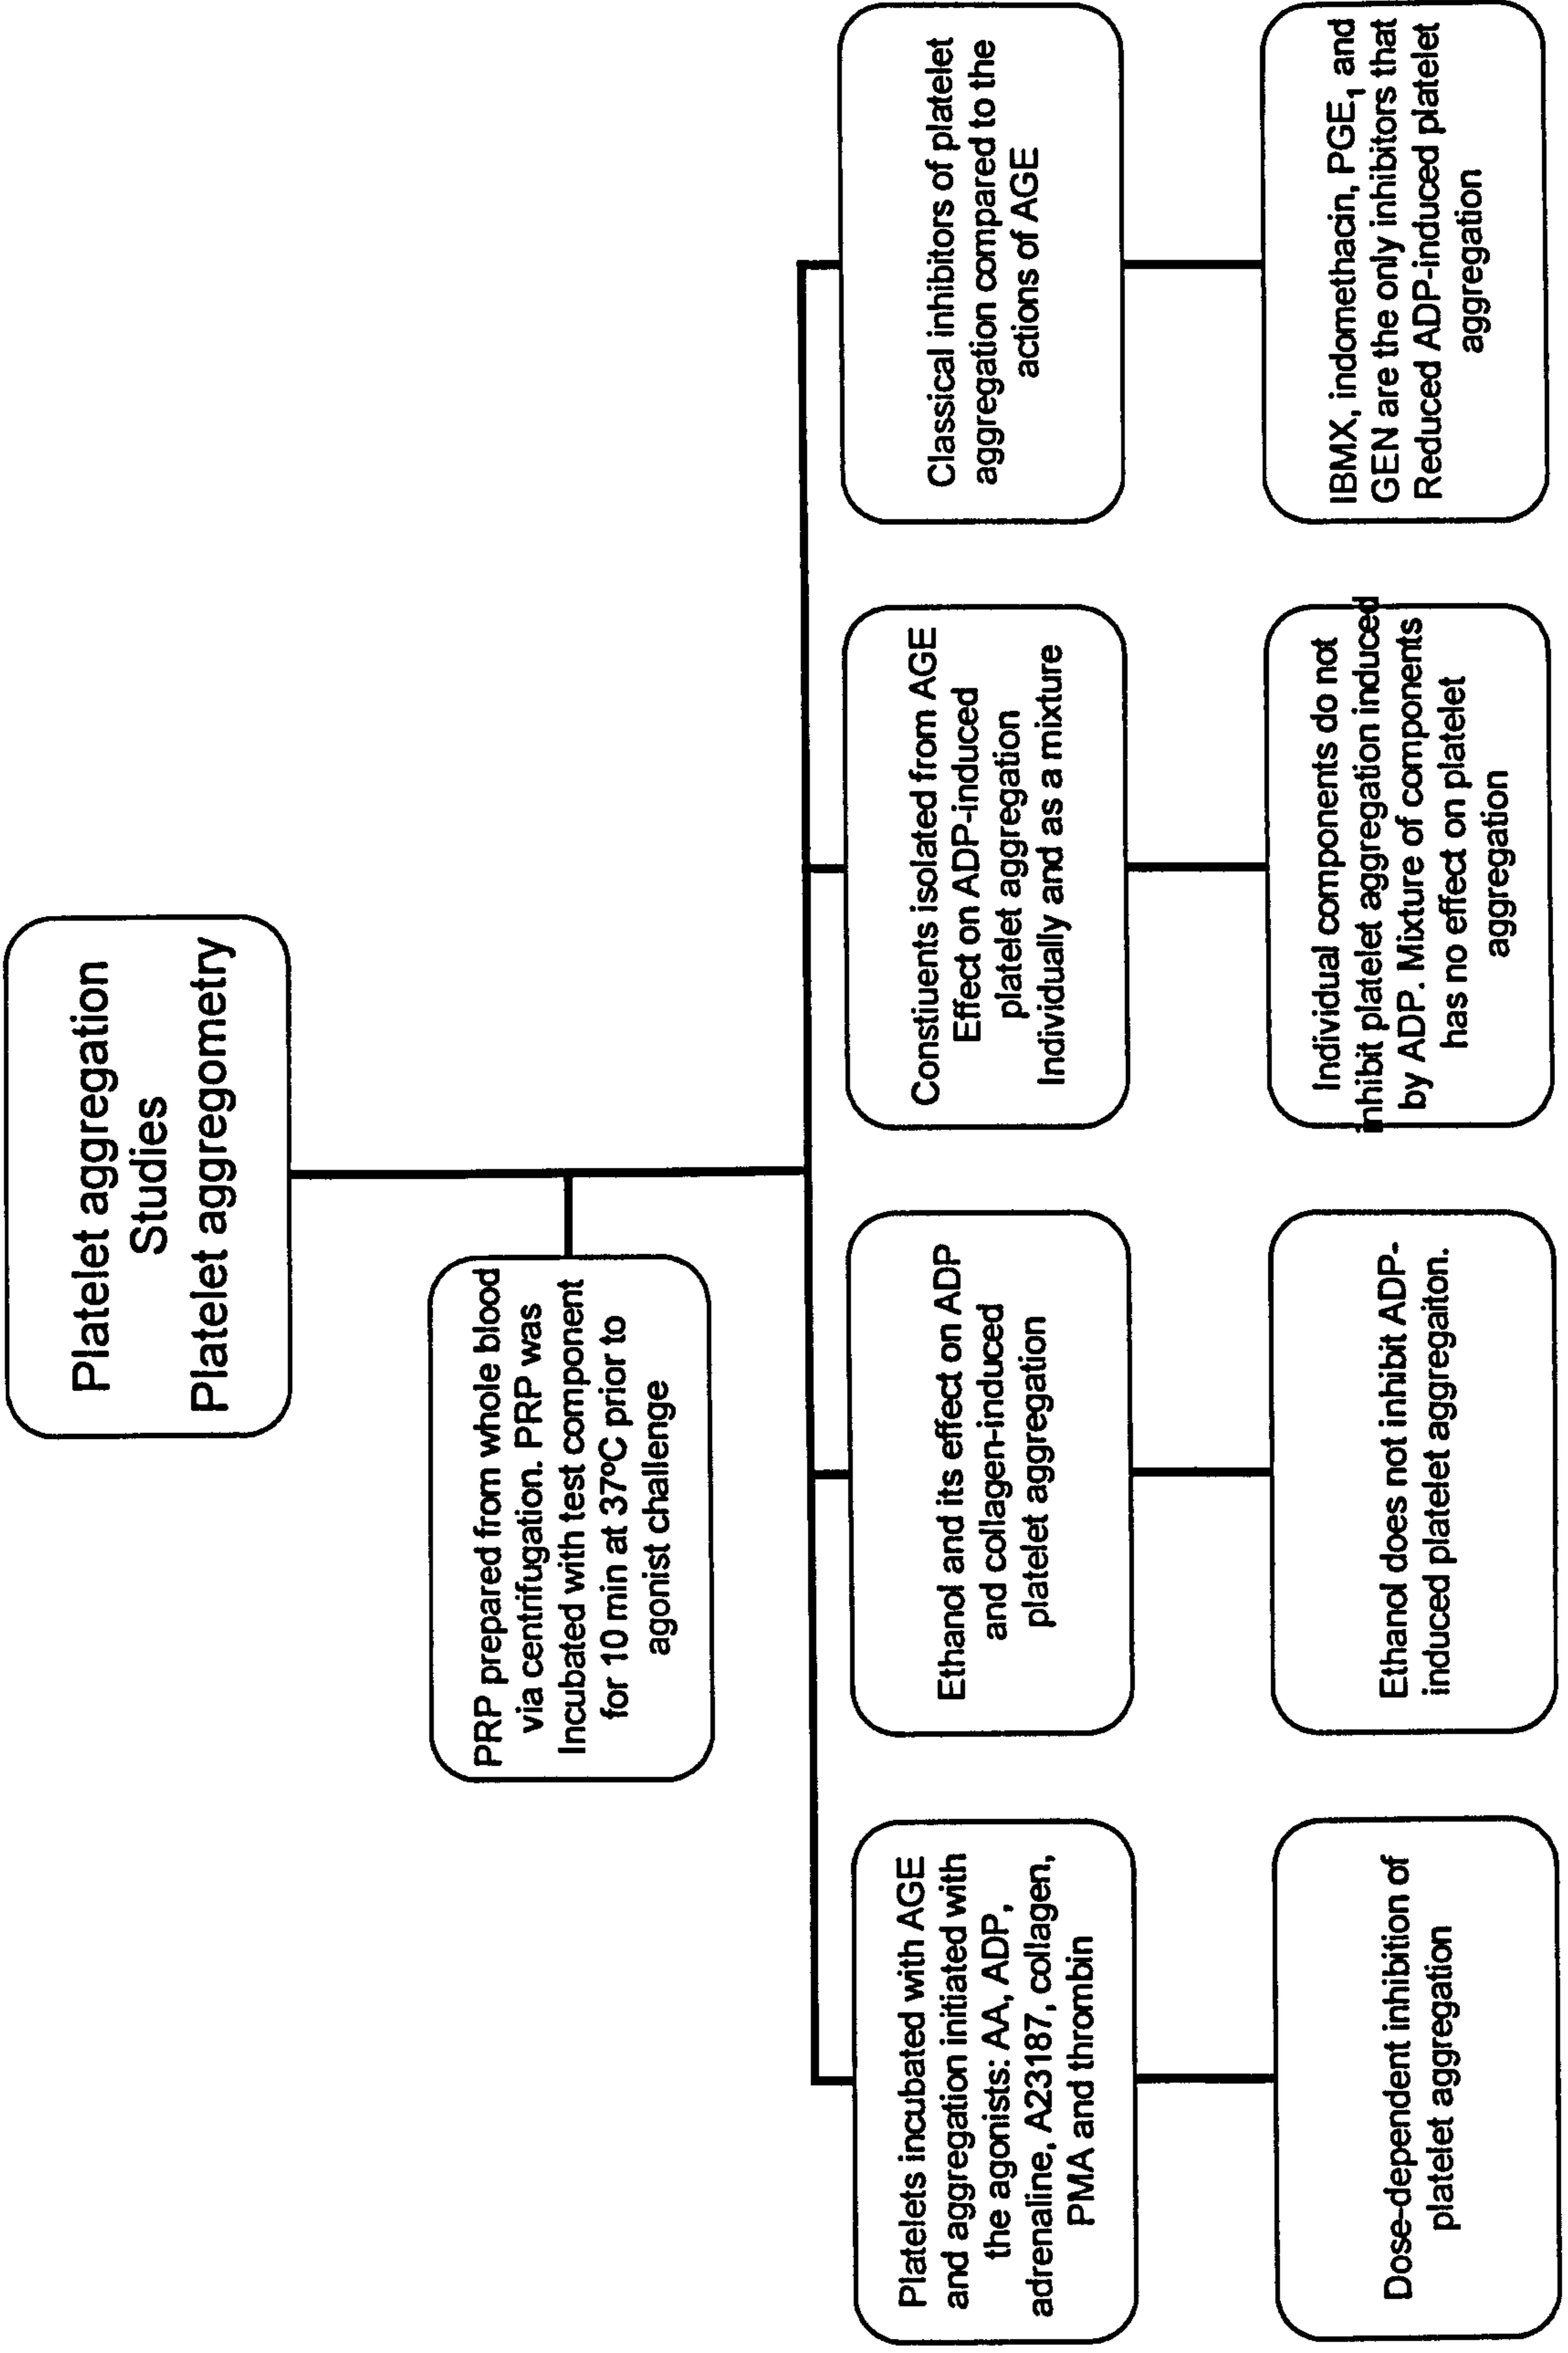 Platelet aggregation
Studies
Platelet aggregometry
PRP prepared from whole blood
via centrifugation. PRP was
Incubated with test component
for 10 min at 37ºC prior to
agonist challenge
Platelets incubated with AGE
and aggregation initiated with
the agonists: AA, ADP,
adrenaline, A23187, collagen,
PMA and thrombin
Ethanol and its effect on ADP
and collagen-induced
platelet aggregation
Constiuents isolated from AGE
Effect on ADP-induced
platelet aggregation
Individually and as a mixture
Classical inhibitors of platelet
aggregation compared to the
actions of AGE
Dose-dependent inhibition of
platelet aggregation
Ethanol does not inhibit ADP-
induced platelet aggregaiton.
Individual components do not
inhibit platelet aggregation induced
by ADP. Mixture of components
has no effect on platelet
aggregation
IBMX, indomethacin, PGE₁, and
GEN are the only inhibitors that
Reduced ADP-induced platelet
aggregation